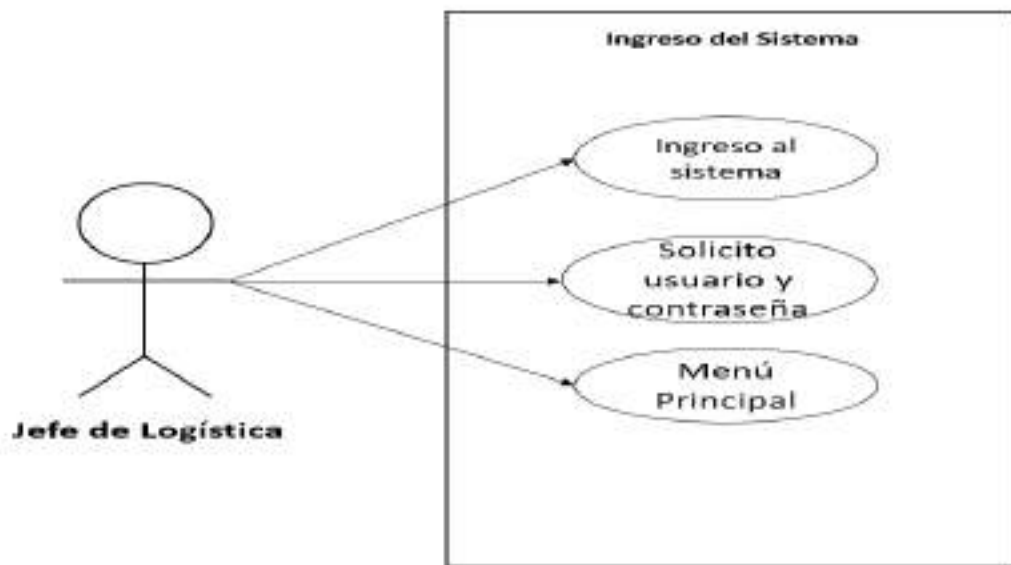 Ingreso del Sistema
Ingreso al
sistema
Solicito
usuario y
contraseña
Menú
Principal
Jefe de Logística